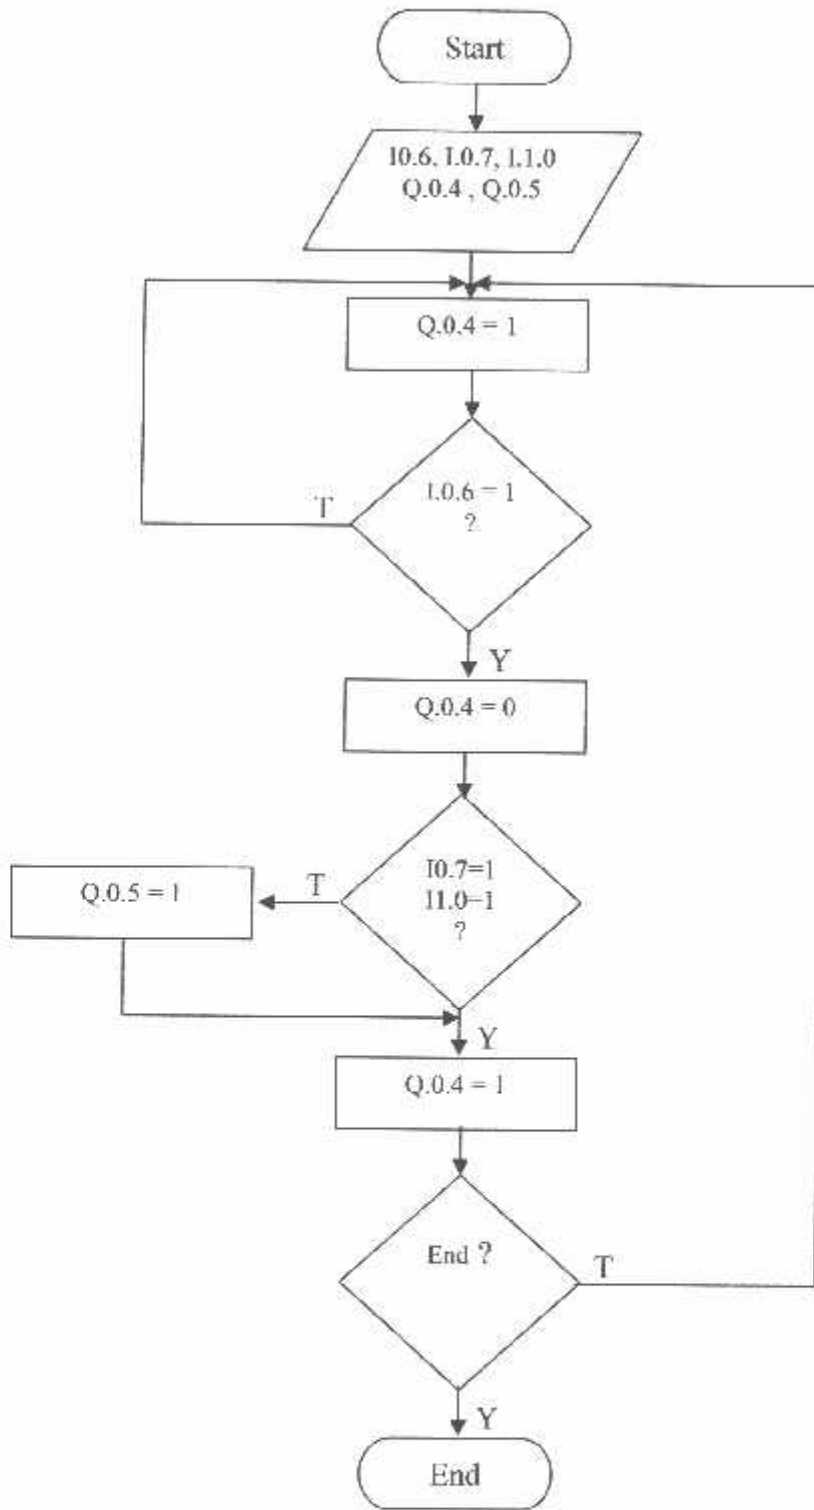 Start
I0.6, I.0.7, I.1.0
Q.0.4 , Q.0.5
Q.0.4 = 1
I.0.6 = 1
?
T
Y
Q.0.4 = 0
I0.7=1
I1.0=1
?
T
Q.0.5 = 1
Y
Q.0.4 = 1
End ?
T
Y
End